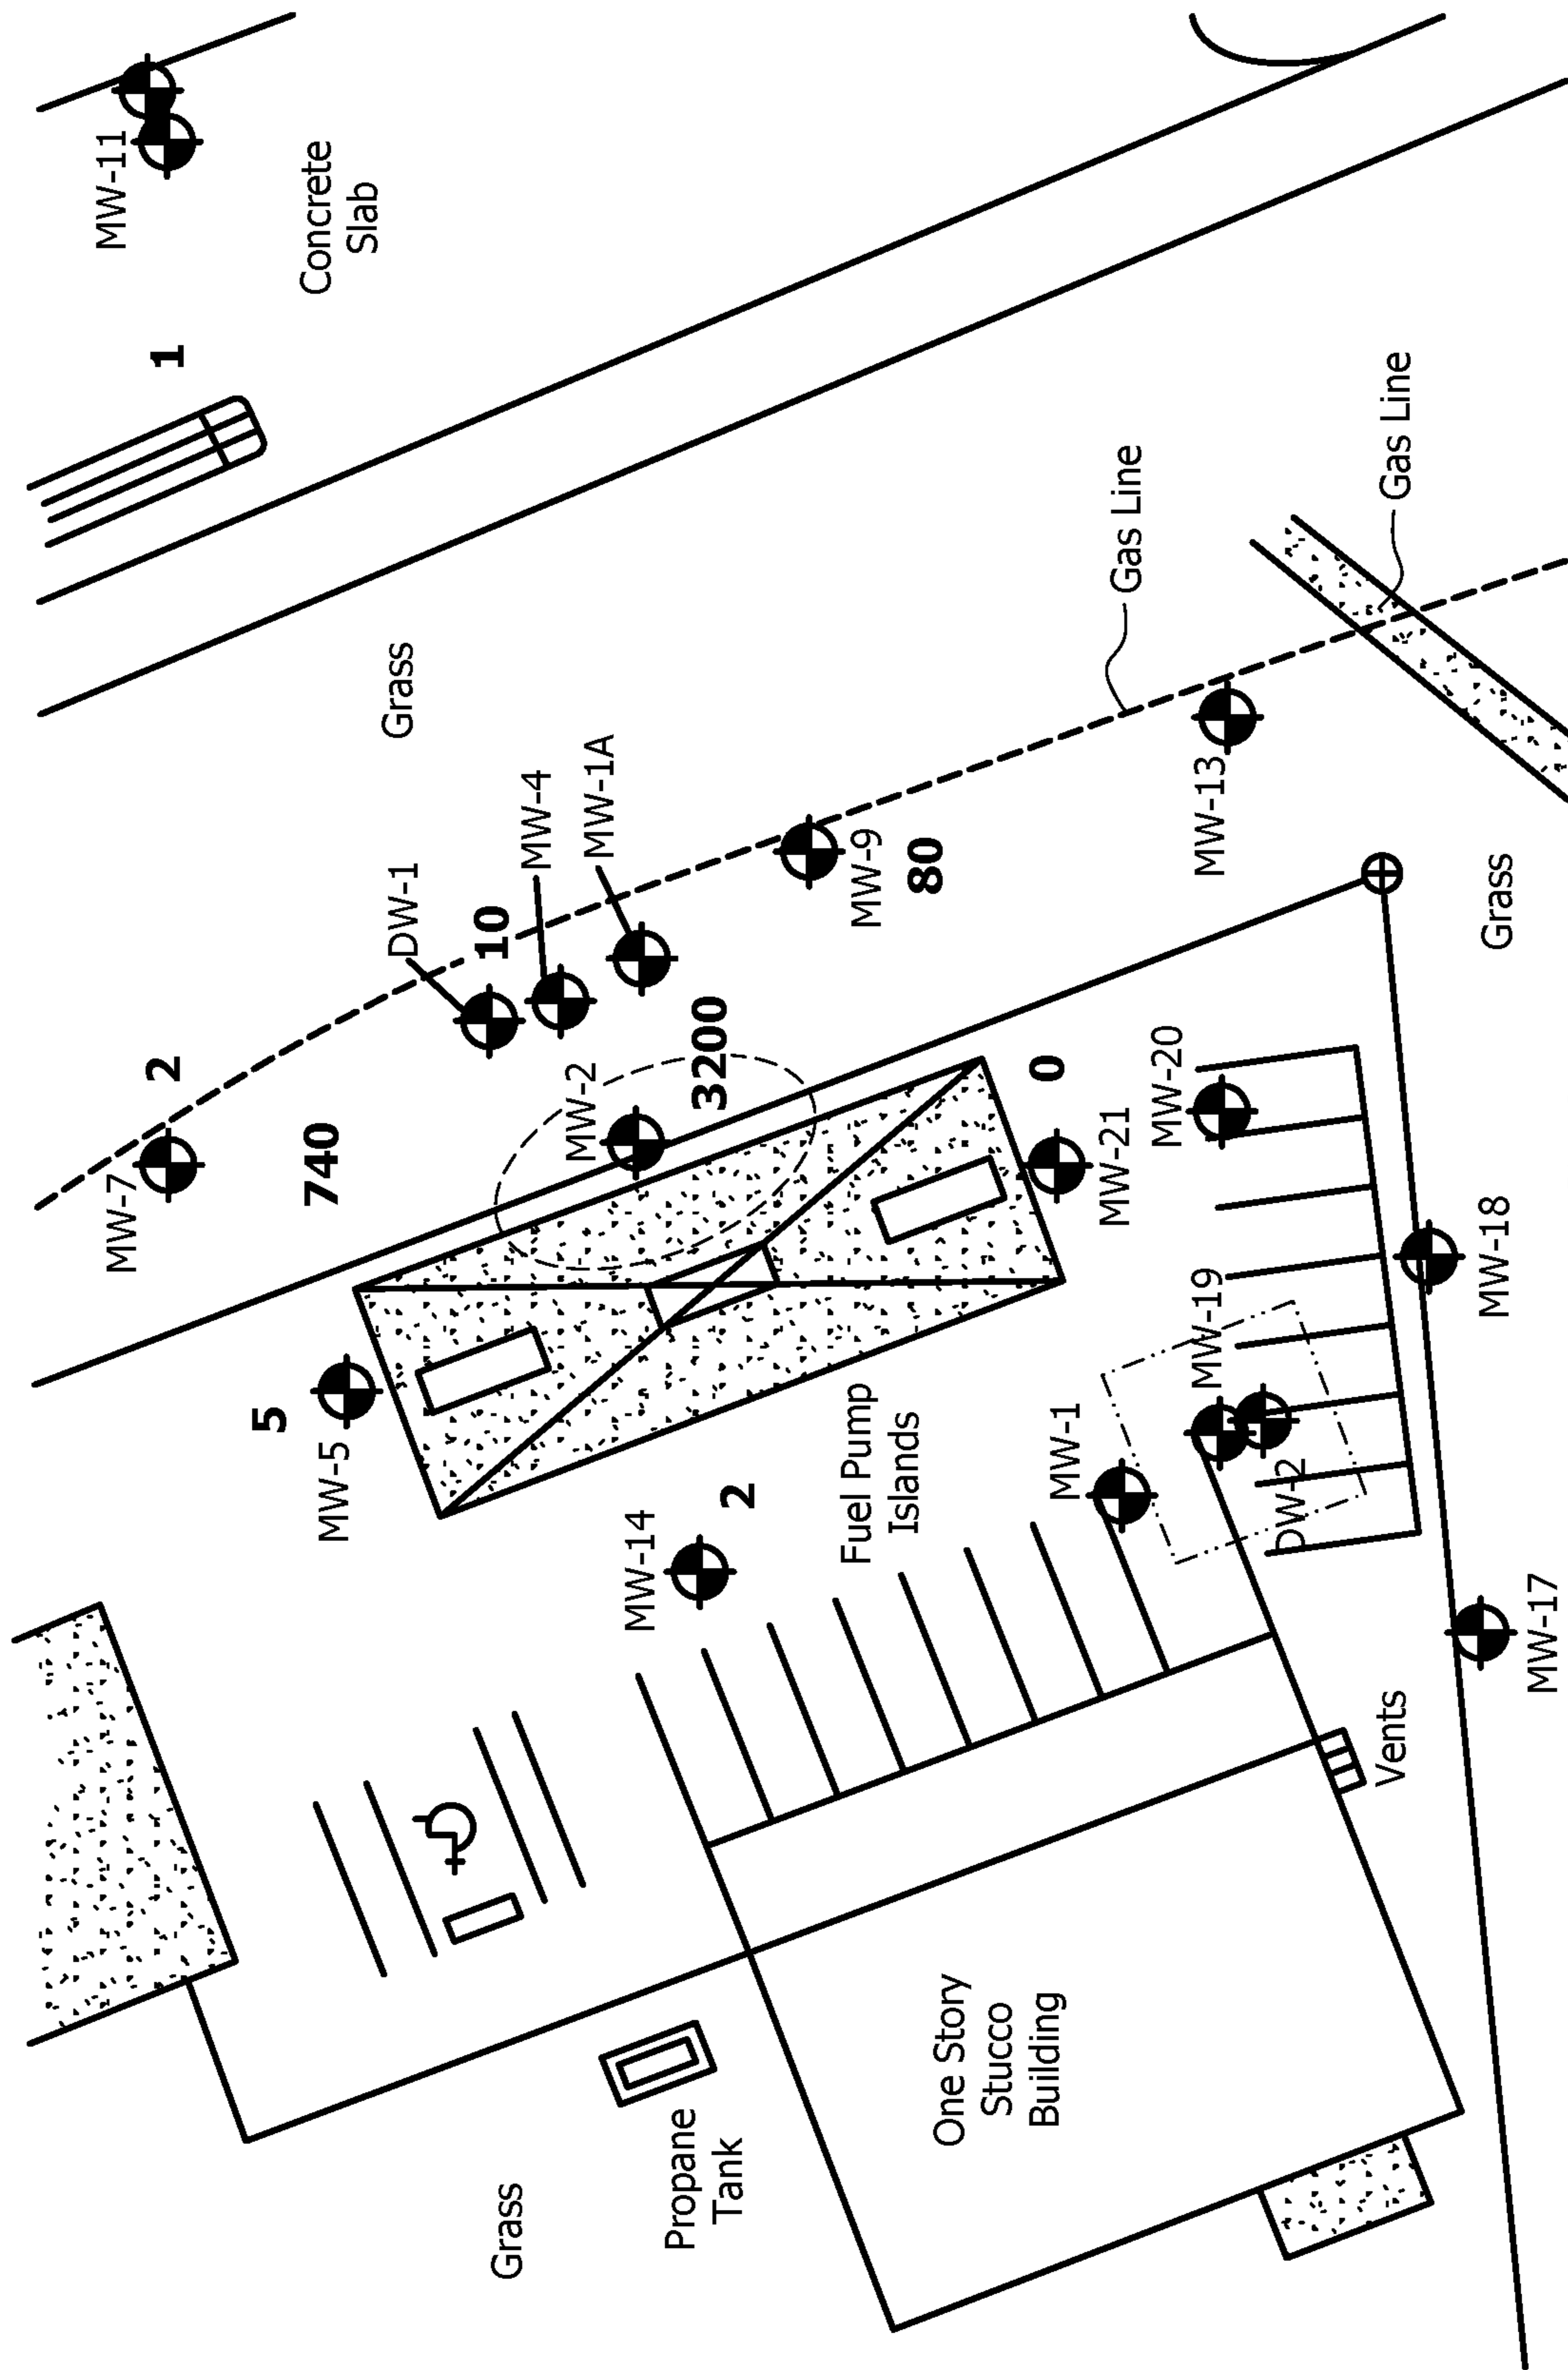 MW-7
2
MW-11
1
5
740
Concrete
Slab
MW-5
DW-1
Grass
10
Grass
MW-4
MW-2
MW-1A
MW-14
Propane
Tank
3200
2
Fuel Pump
Islands
MW-9
80
One Story
Stucco
Building
0
MW-1
MW-21
Gas Line
MW-20
MW-19
MW-13
DW-2
Vents
Gas Line
MW-18
Grass
MW-17